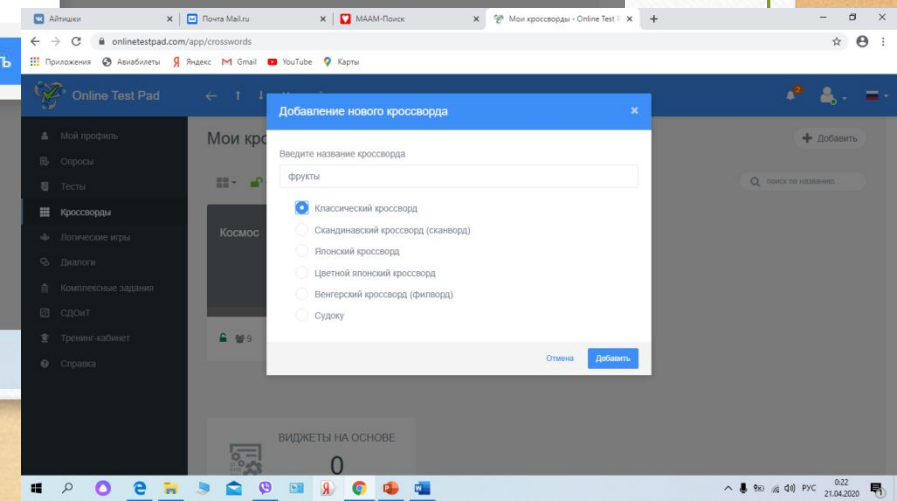 Айтишки
Почта Mail.ru
МААМ-Поиск
Мои кроссворды - Online Test
onlinetestpad.com/app/crosswords
Приложения Авиабилеты Яндекс Gmail YouTube Карты
Online Test Pad
2
Мой профиль
Опросы
Тесты
Кроссворды
Логические игры
Диалоги
Комплексные задания
СДОиТ
Тренинг-кабинет
Справка
Мои кро
Добавить
поиск по названию...
Космос
9
Добавление нового кроссворда
Введите название кроссворда
фрукты
Классический кроссворд
Скандинавский кроссворд (сканворд)
Японский кроссворд
Цветной японский кроссворд
Венгерский кроссворд (филворд)
Судоку
Отмена Добавить
ВИДЖЕТЫ НА ОСНОВЕ
0
РУС
0:22
21.04.2020